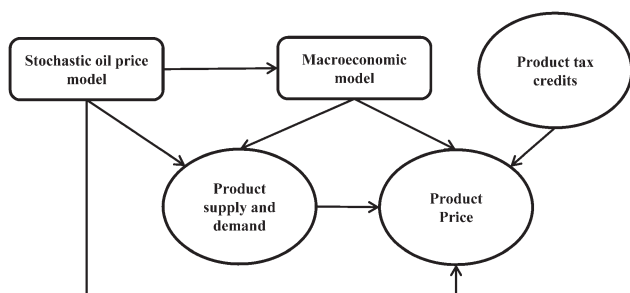 Stochastic oil price
model
Macroeconomic
model
Product tax
credits
Product
supply and
demand
Product
Price